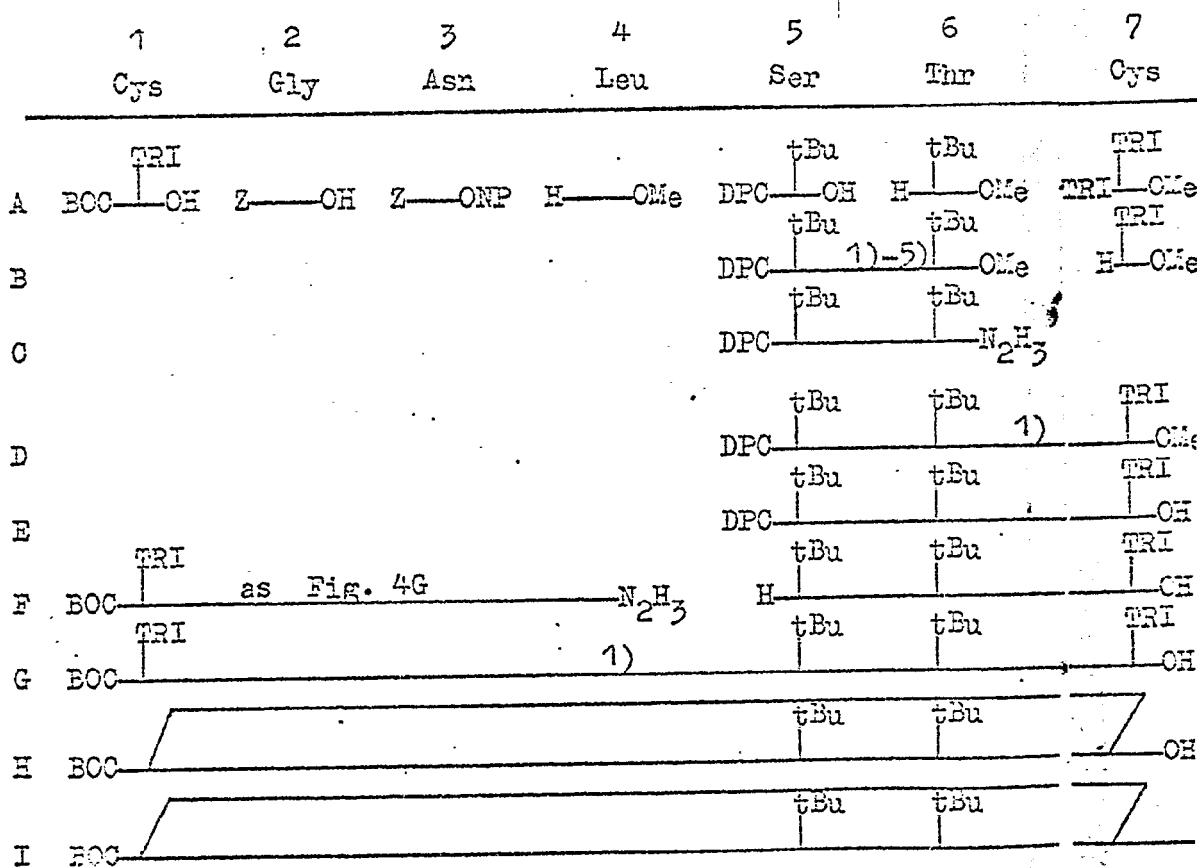 1 2 3 4 5 6 7
Cys Gly Asn Leu Ser Thr Cys
TRI tBu tBu TRI
A BOC OH Z OH Z ONP H OMe DPC OH H OMe TRI OMe
tBu tBu TRI
B DPC 1)-5) OMe H OMe
tBu tBu
C DPC N2H3
tBu tBu TRI
D DPC 1) OMe
tBu tBu TRI
E DPC OH
TRI tBu tBu TRI
F BOC as Fig. 4G N2H3 H OH
TRI tBu tBu TRI
G BOC 1) OH
tBu tBu
H BOC OH
tBu tBu
I BOC